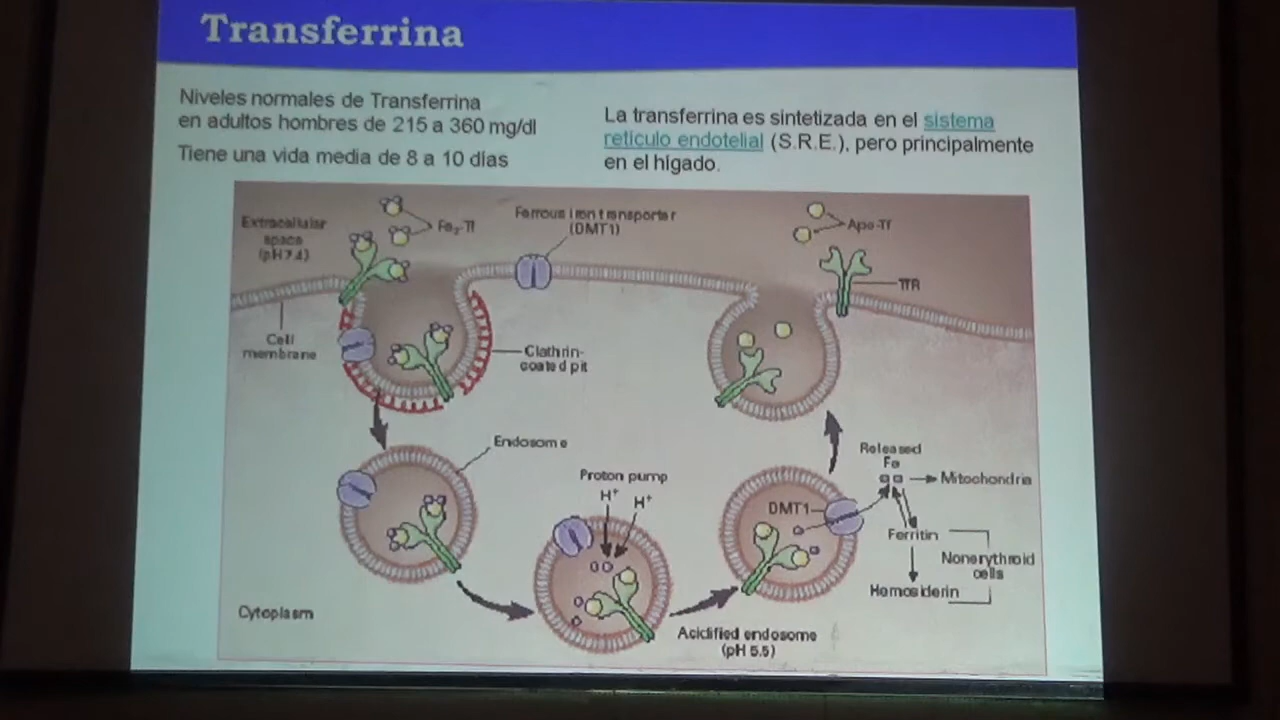 Transferrina
Niveles normales de Transferrina
en adultos hombres de 215 a 360 mg/dl
Tiene una vida media de 8 a 10 días
La transferrina es sintetizada en el sistema
retículo endotelial (S.R.E.), pero principalmente
en el hígado.
Extracellular
space
(pH 7.4)
Fe₂-Tf
Ferrous iron transporter
(DMT1)
Apo-Tf
TfR
Cell
membrane
Clathrin-
coated pit
Endosome
Proton pump
H⁺ H⁺
Released
Fe
Mitochondria
DMT1
Ferritin
Nonerythroid
cells
Hemosiderin
Cytoplasm
Acidified endosome
(pH 5.5)